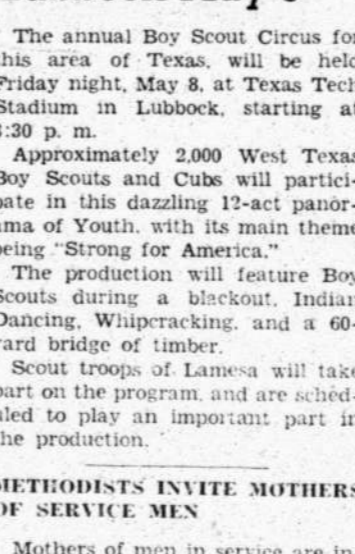 The annual Boy Scout Circus for
this area of Texas, will be held
Friday night, May 8, at Texas Tech
Stadium in Lubbock, starting at
:30 p. m.
Approximately 2,000 West Texas
Boy Scouts and Cubs will partici-
pate in this dazzling 12-act panor-
ama of Youth, with its main theme
being "Strong for America."
The production will feature Boy
Scouts during a blackout, Indian
Dancing, Whipcracking, and a 60-
yard bridge of timber.
Scout troops of Lamesa will take
part on the program, and are sched-
uled to play an important part in
the production.
METHODISTS INVITE MOTHERS
OF SERVICE MEN
Mothers of men in service are in-